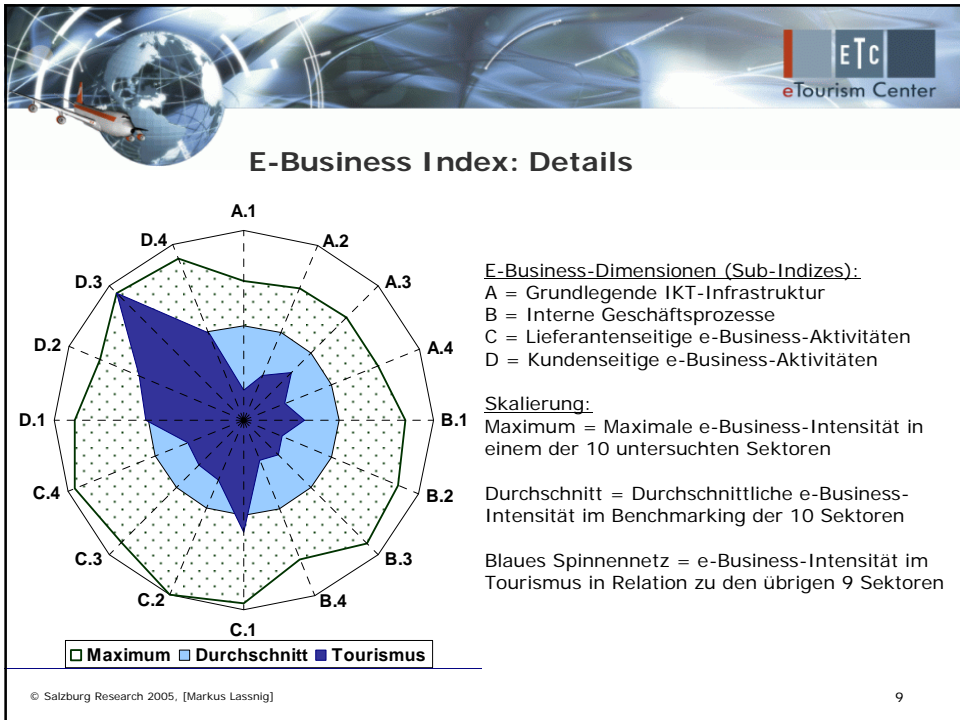 ETC
eTourism Center
E-Business Index: Details
A.1
A.2
A.3
A.4
B.1
B.2
B.3
B.4
C.1
C.2
C.3
C.4
D.1
D.2
D.3
D.4
Maximum Durchschnitt Tourismus
E-Business-Dimensionen (Sub-Indizes):
A = Grundlegende IKT-Infrastruktur
B = Interne Geschäftsprozesse
C = Lieferantenseitige e-Business-Aktivitäten
D = Kundenseitige e-Business-Aktivitäten
Skalierung:
Maximum = Maximale e-Business-Intensität in
einem der 10 untersuchten Sektoren
Durchschnitt = Durchschnittliche e-Business-
Intensität im Benchmarking der 10 Sektoren
Blaues Spinnennetz = e-Business-Intensität im
Tourismus in Relation zu den übrigen 9 Sektoren
© Salzburg Research 2005, [Markus Lassnig]
9